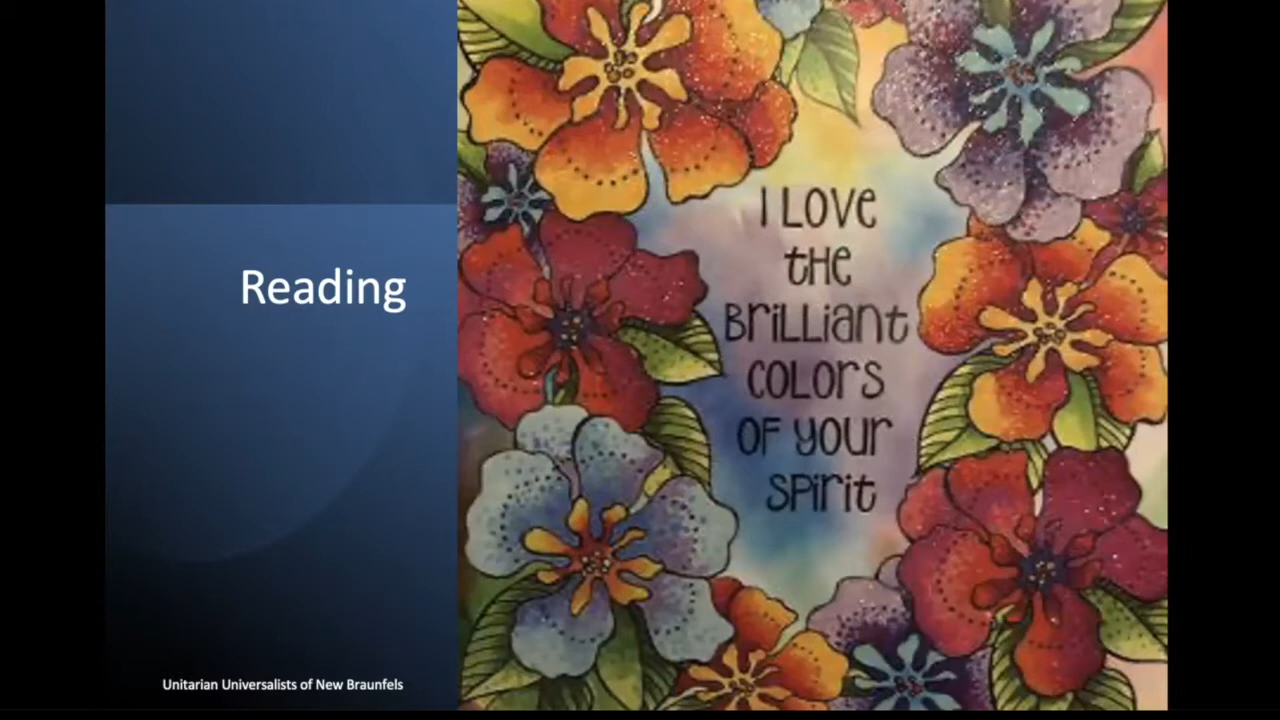 Reading
Unitarian Universalists of New Braunfels
I LOVE
tHE
BriLLiant
COLOrS
OF yOUr
SPirit